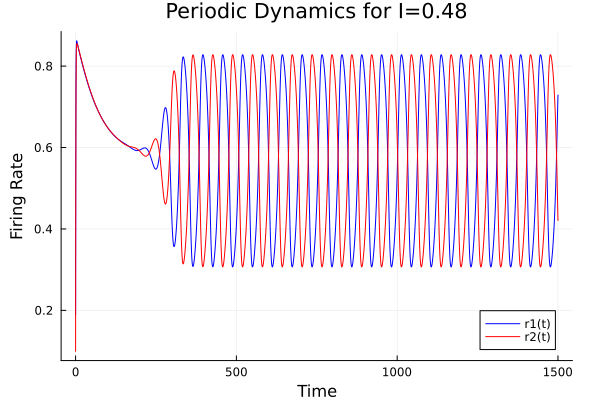 Periodic Dynamics for I=0.48
Firing Rate
0.8
0.6
0.4
0.2
0
500
1000
1500
Time
r1(t)
r2(t)